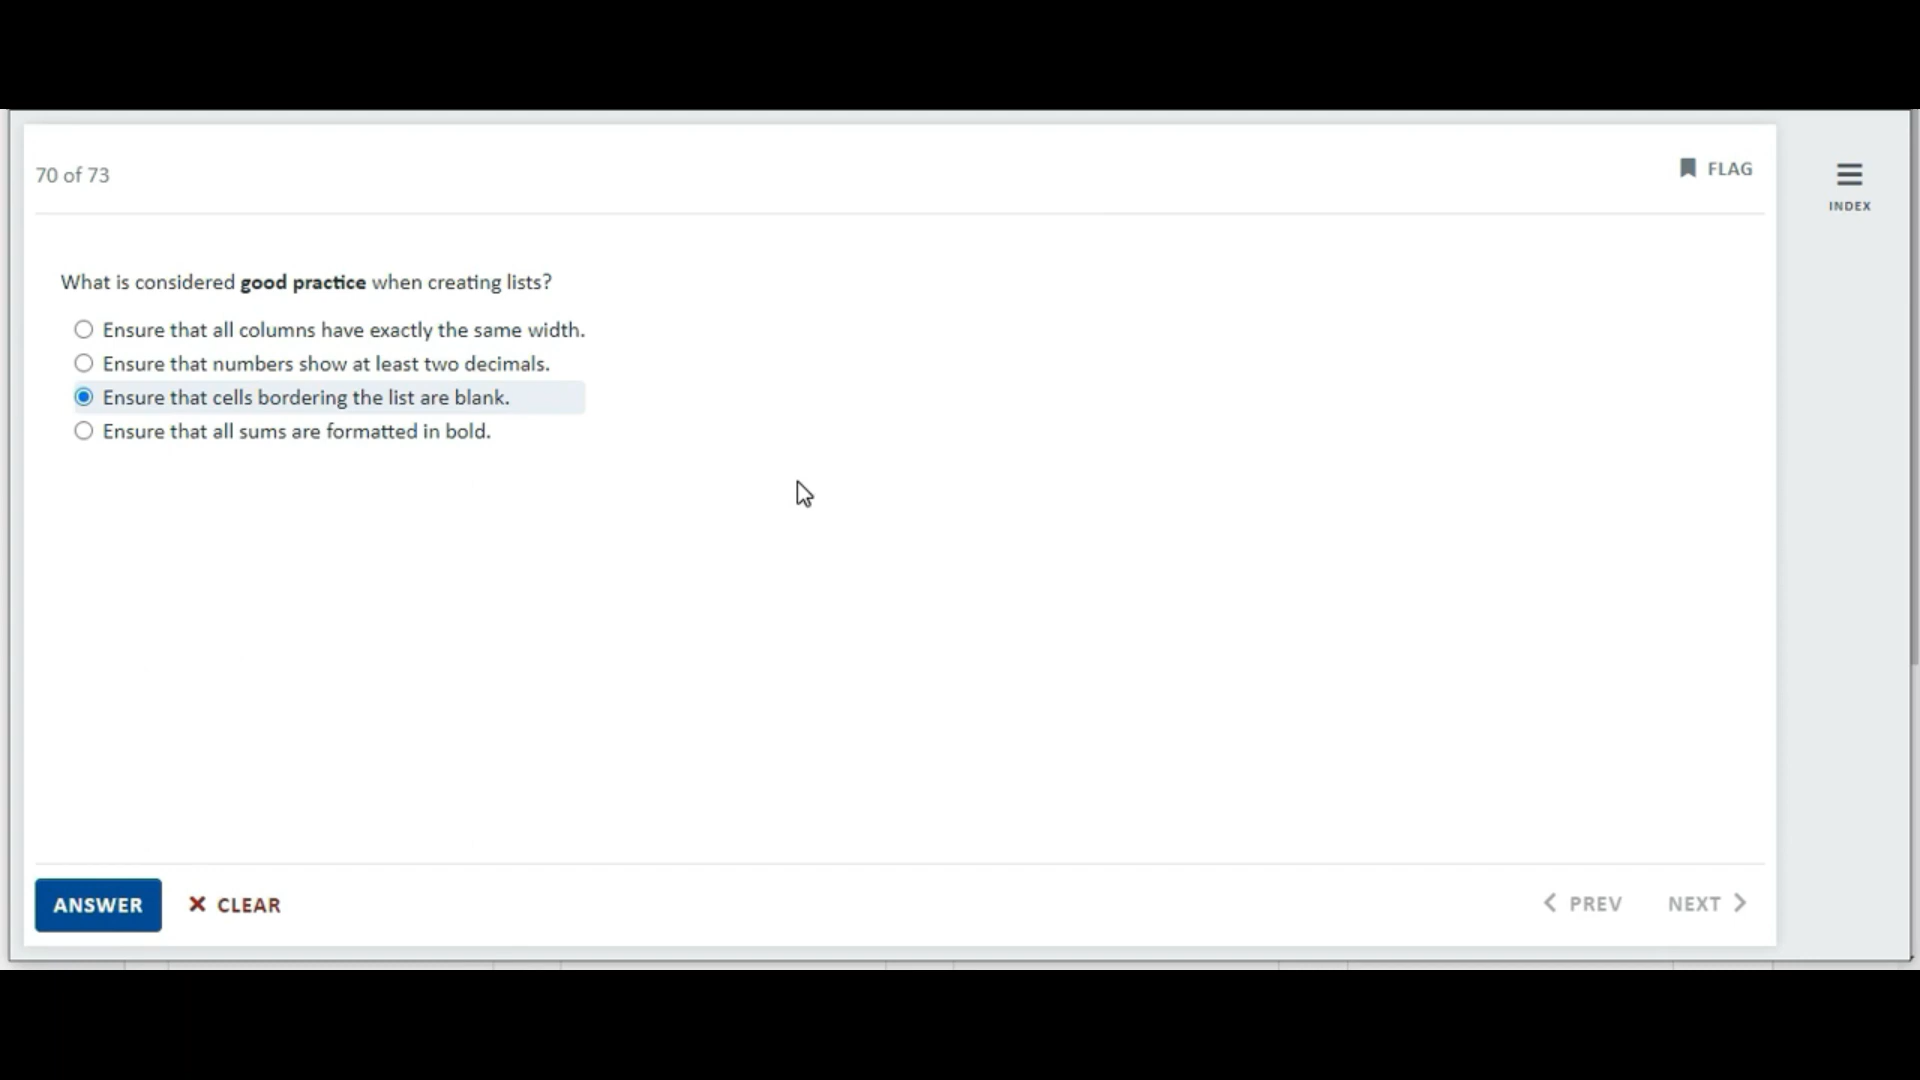 70 of 73
FLAG
INDEX
What is considered good practice when creating lists?
Ensure that all columns have exactly the same width.
Ensure that numbers show at least two decimals.
Ensure that cells bordering the list are blank.
Ensure that all sums are formatted in bold.
ANSWER
CLEAR
PREV
NEXT